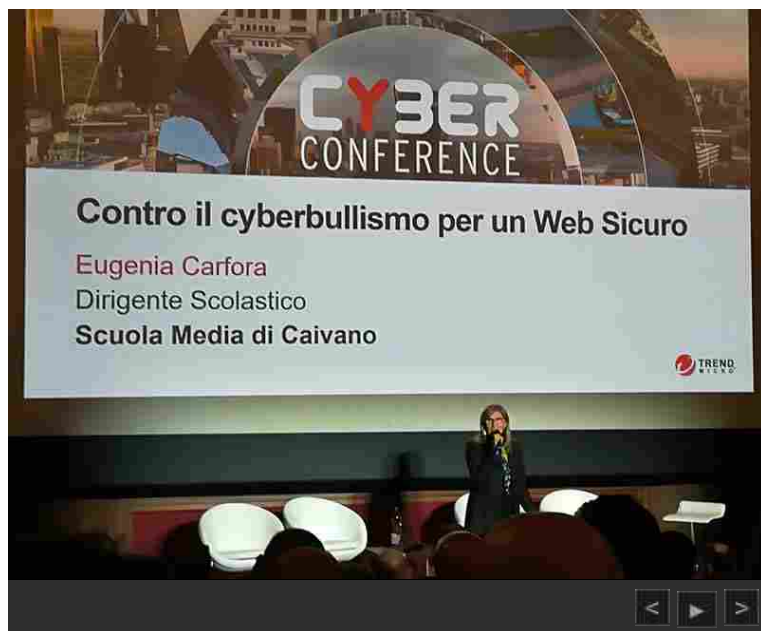 CYBER
CONFERENCE
Contro il cyberbullismo per un Web Sicuro
Eugenia Carfora
Dirigente Scolastico
Scuola Media di Caivano
TREND
MICRO